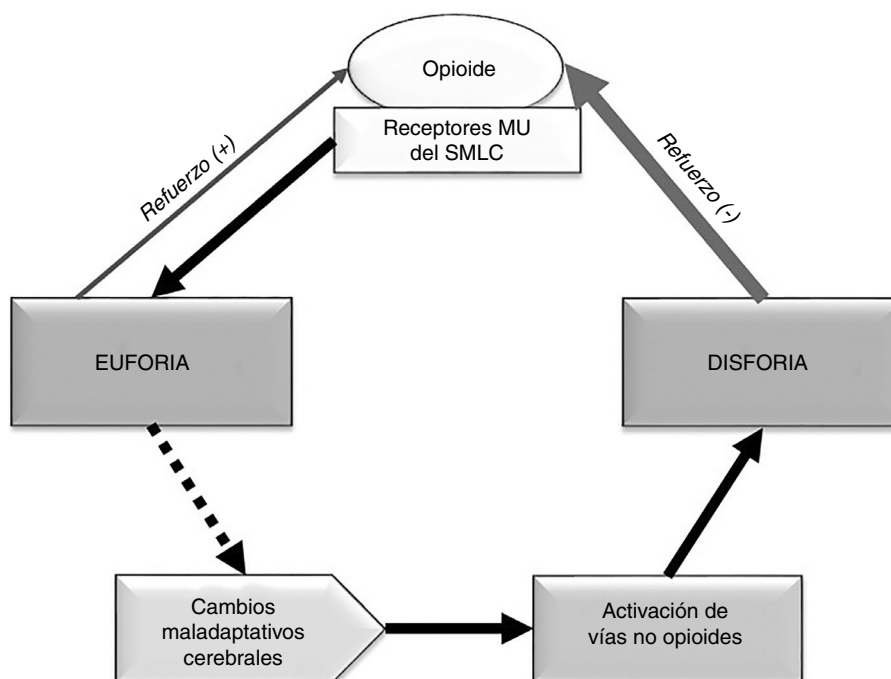 Opioide
Receptores MU
del SMLC
Refuerzo (+)
Refuerzo (-)
EUFORIA
DISFORIA
Cambios
maladaptativos
cerebrales
Activación de
vías no opioides